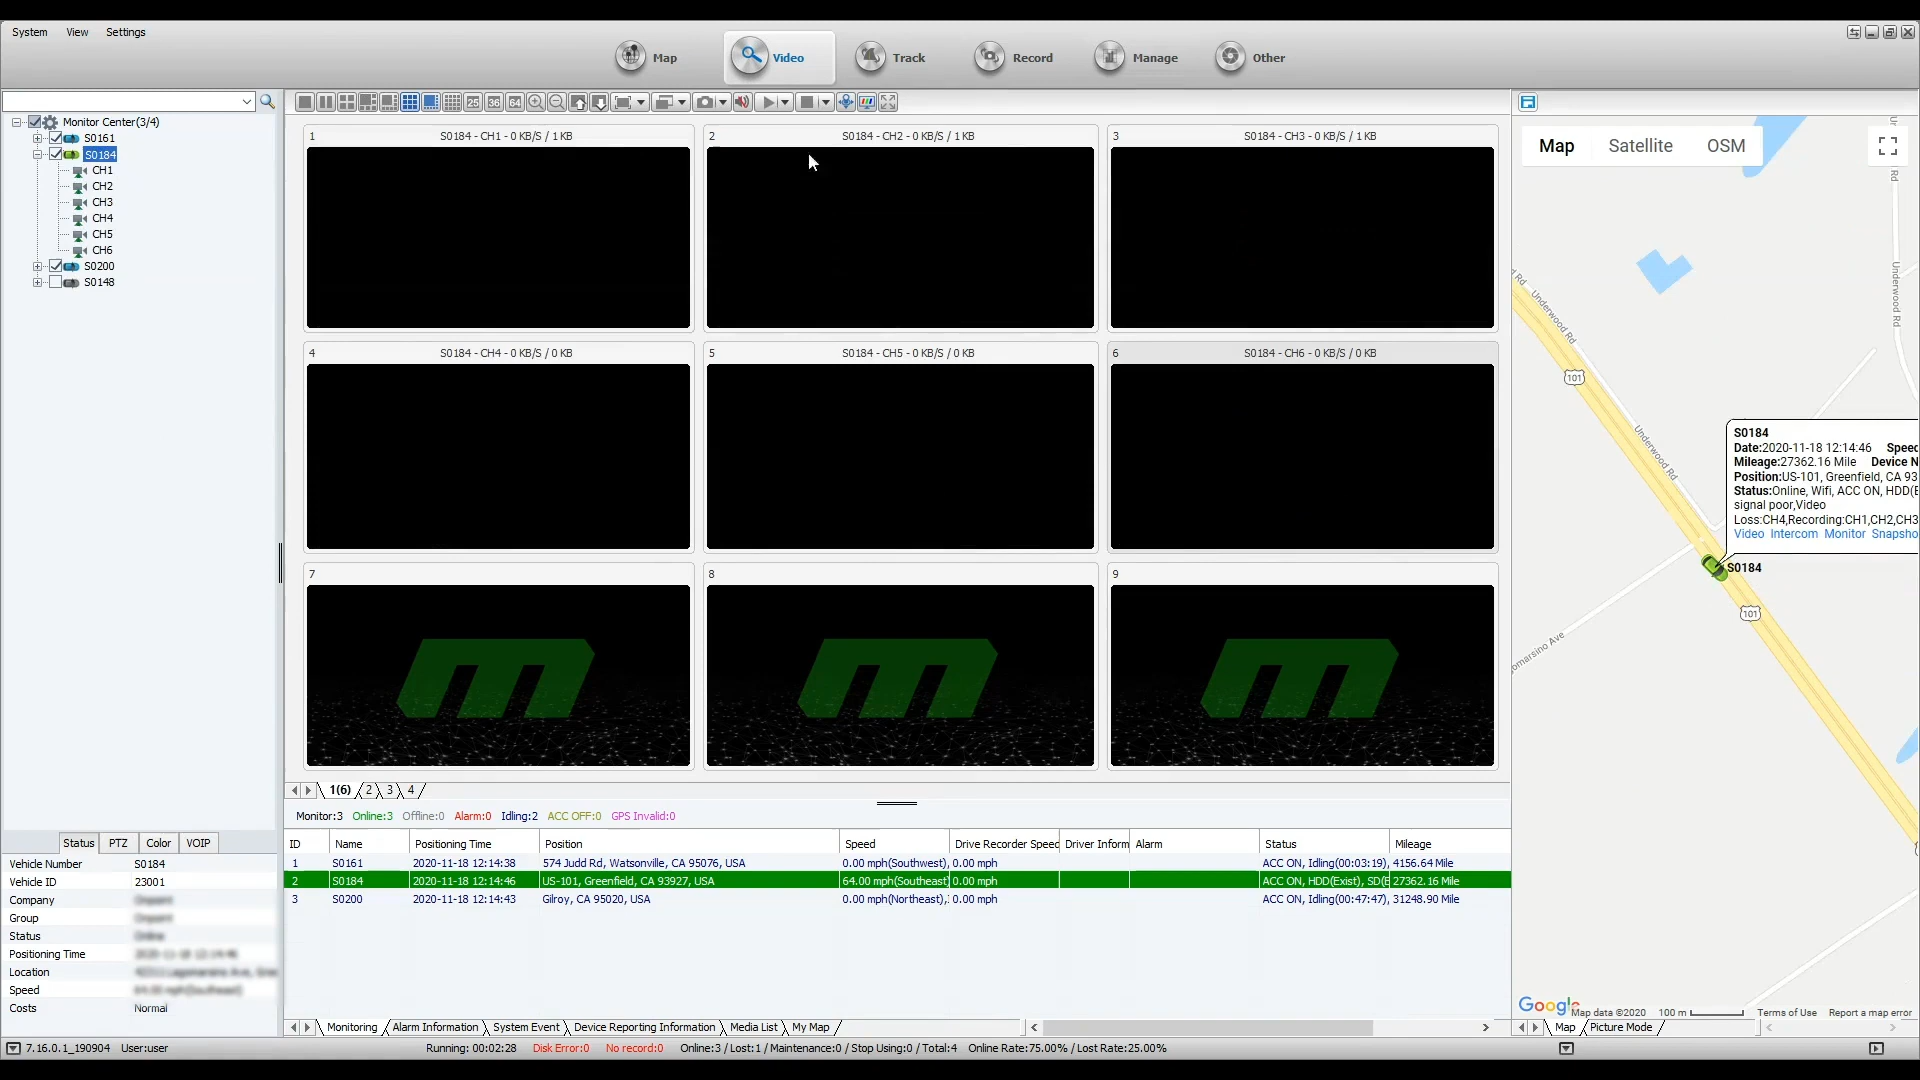 System View Settings
Map Video Track Record Manage Other
25 36 64
Monitor Center(3/4)
S0161
S0184
CH1
CH2
CH3
CH4
CH5
CH6
S0200
S0148
1 S0184 - CH1 - 0 KB/S / 1 KB
2 S0184 - CH2 - 0 KB/S / 1 KB
3 S0184 - CH3 - 0 KB/S / 1 KB
4 S0184 - CH4 - 0 KB/S / 0 KB
5 S0184 - CH5 - 0 KB/S / 0 KB
6 S0184 - CH6 - 0 KB/S / 0 KB
7
8
9
1(6) 2 3 4
Map Satellite OSM
Rd
Underwood Rd
Underwood Rd
Underwood Rd
101
S0184
Date:2020-11-18 12:14:46 Speed
Mileage:27362.16 Mile Device N
Position:US-101, Greenfield, CA 93
Status:Online, Wifi, ACC ON, HDD(E
signal poor,Video
Loss:CH4,Recording:CH1,CH2,CH3
Video Intercom Monitor Snapsho
S0184
101
omarsino Ave
Google Map data ©2020 100 m Terms of Use Report a map error
Map Picture Mode
Monitor:3 Online:3 Offline:0 Alarm:0 Idling:2 ACC OFF:0 GPS Invalid:0
ID Name Positioning Time Position Speed Drive Recorder Speed Driver Inform Alarm Status Mileage
1 S0161 2020-11-18 12:14:38 574 Judd Rd, Watsonville, CA 95076, USA 0.00 mph(Southwest), 0.00 mph ACC ON, Idling(00:03:19), 4156.64 Mile
2 S0184 2020-11-18 12:14:46 US-101, Greenfield, CA 93927, USA 64.00 mph(Southeast) 0.00 mph ACC ON, HDD(Exist), SD(E 27362.16 Mile
3 S0200 2020-11-18 12:14:43 Gilroy, CA 95020, USA 0.00 mph(Northeast),: 0.00 mph ACC ON, Idling(00:47:47), 31248.90 Mile
Monitoring Alarm Information System Event Device Reporting Information Media List My Map
Status PTZ Color VOIP
Vehicle Number S0184
Vehicle ID 23001
Company
Group
Status
Positioning Time
Location
Speed
Costs Normal
7.16.0.1_190904 User:user Running: 00:02:28 Disk Error:0 No record:0 Online:3 / Lost:1 / Maintenance:0 / Stop Using:0 / Total:4 Online Rate:75.00% / Lost Rate:25.00%